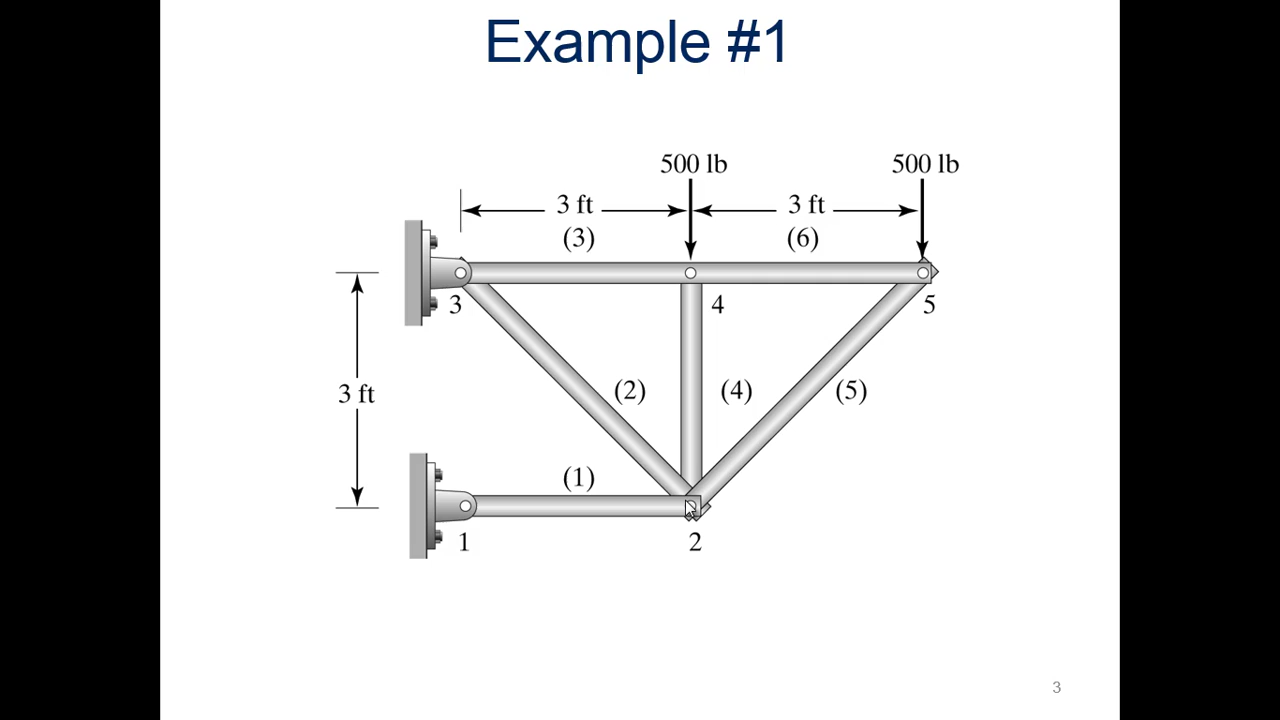 Example #1
500 lb 500 lb
3 ft 3 ft
(3) (6)
3 4 5
3 ft (2) (4) (5)
(1)
1 2
3